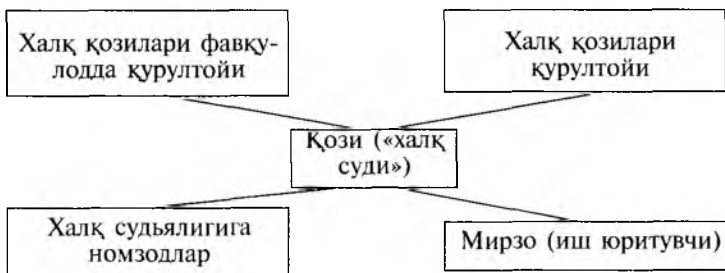 Халқ қозилари фавқу-
лодда қурултойи
Халқ қозилари
қурултойи
Қози («халқ
суди»)
Халқ судьялигига
номзодлар
Мирзо (иш юритувчи)